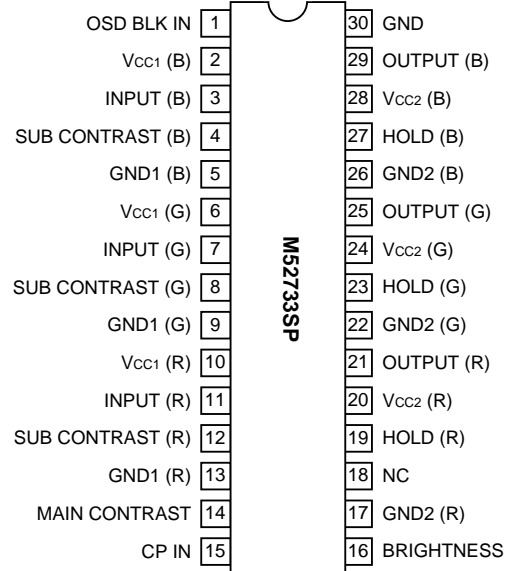 OSD BLK IN 1 30 GND
Vcc1 (B) 2 29 OUTPUT (B)
INPUT (B) 3 28 Vcc2 (B)
SUB CONTRAST (B) 4 27 HOLD (B)
GND1 (B) 5 26 GND2 (B)
Vcc1 (G) 6 25 OUTPUT (G)
INPUT (G) 7 24 Vcc2 (G)
SUB CONTRAST (G) 8 23 HOLD (G)
GND1 (G) 9 22 GND2 (G)
Vcc1 (R) 10 21 OUTPUT (R)
INPUT (R) 11 20 Vcc2 (R)
SUB CONTRAST (R) 12 19 HOLD (R)
GND1 (R) 13 18 NC
MAIN CONTRAST 14 17 GND2 (R)
CP IN 15 16 BRIGHTNESS
M52733SP